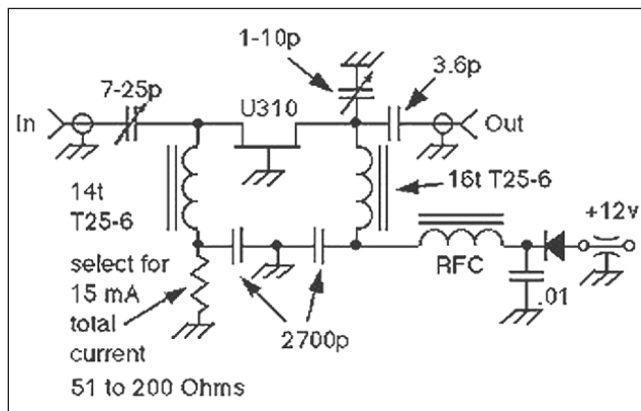 1-10p
3.6p
7-25p
U310
In
Out
14t
T25-6
16t T25-6
+12v
RFC
.01
select for
15 mA
total
current
51 to 200 Ohms
2700p